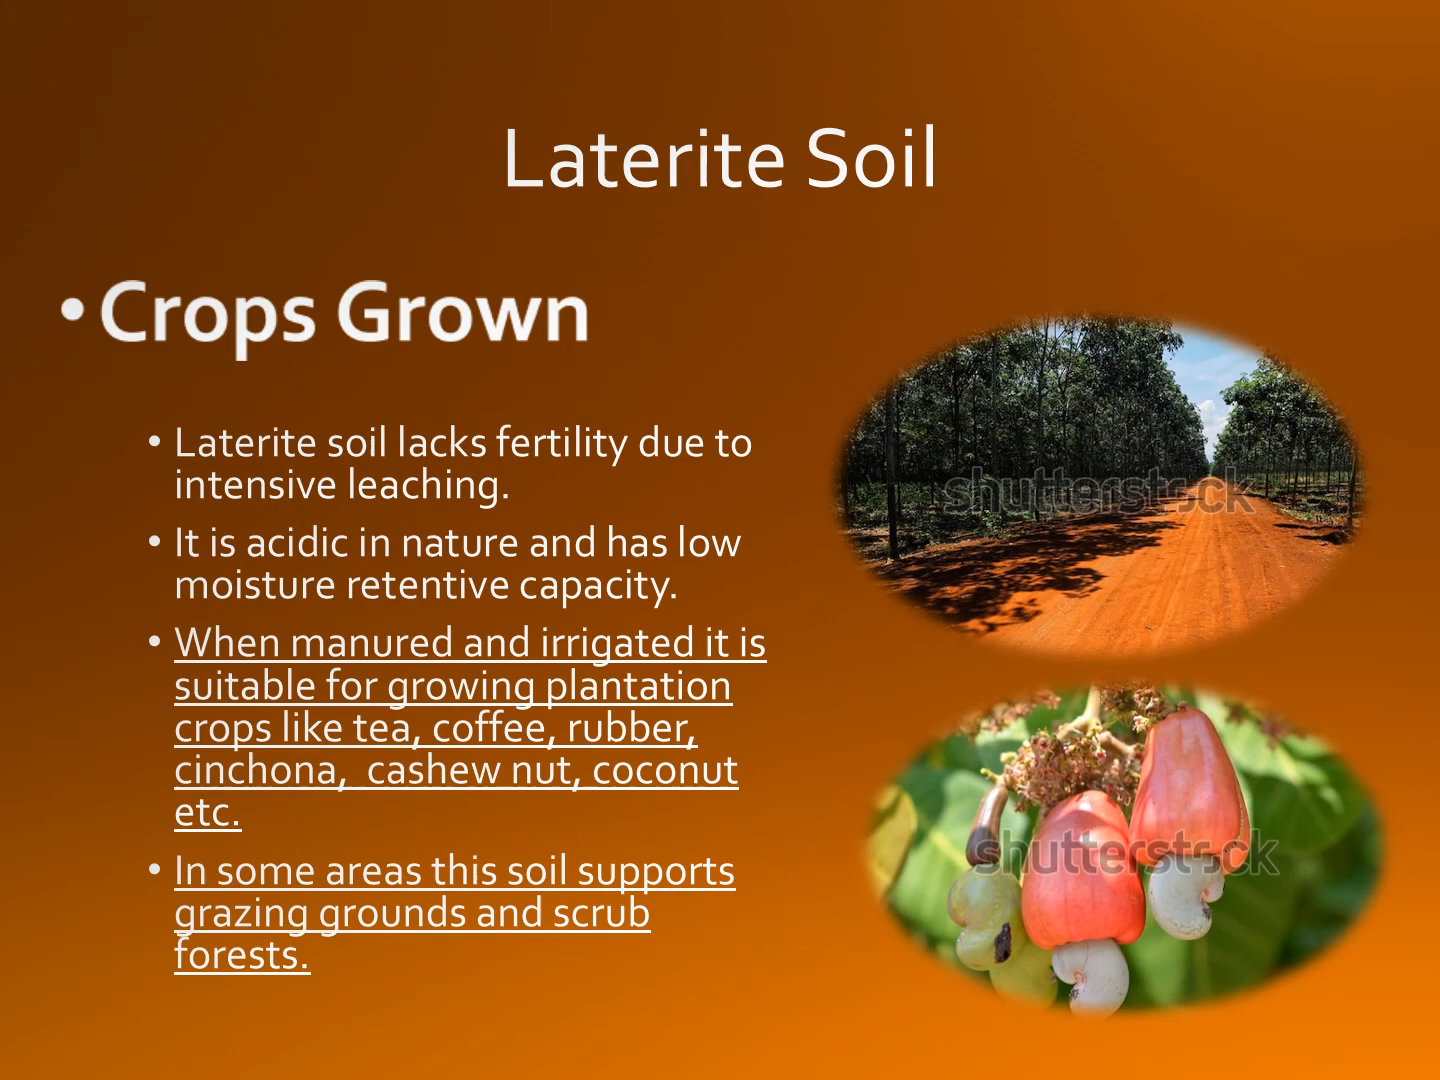 Laterite Soil
• Crops Grown
• Laterite soil lacks fertility due to
intensive leaching.
• It is acidic in nature and has low
moisture retentive capacity.
• When manured and irrigated it is
suitable for growing plantation
crops like tea, coffee, rubber,
cinchona,  cashew nut, coconut
etc.
• In some areas this soil supports
grazing grounds and scrub
forests.
shutterstock
shutterstock